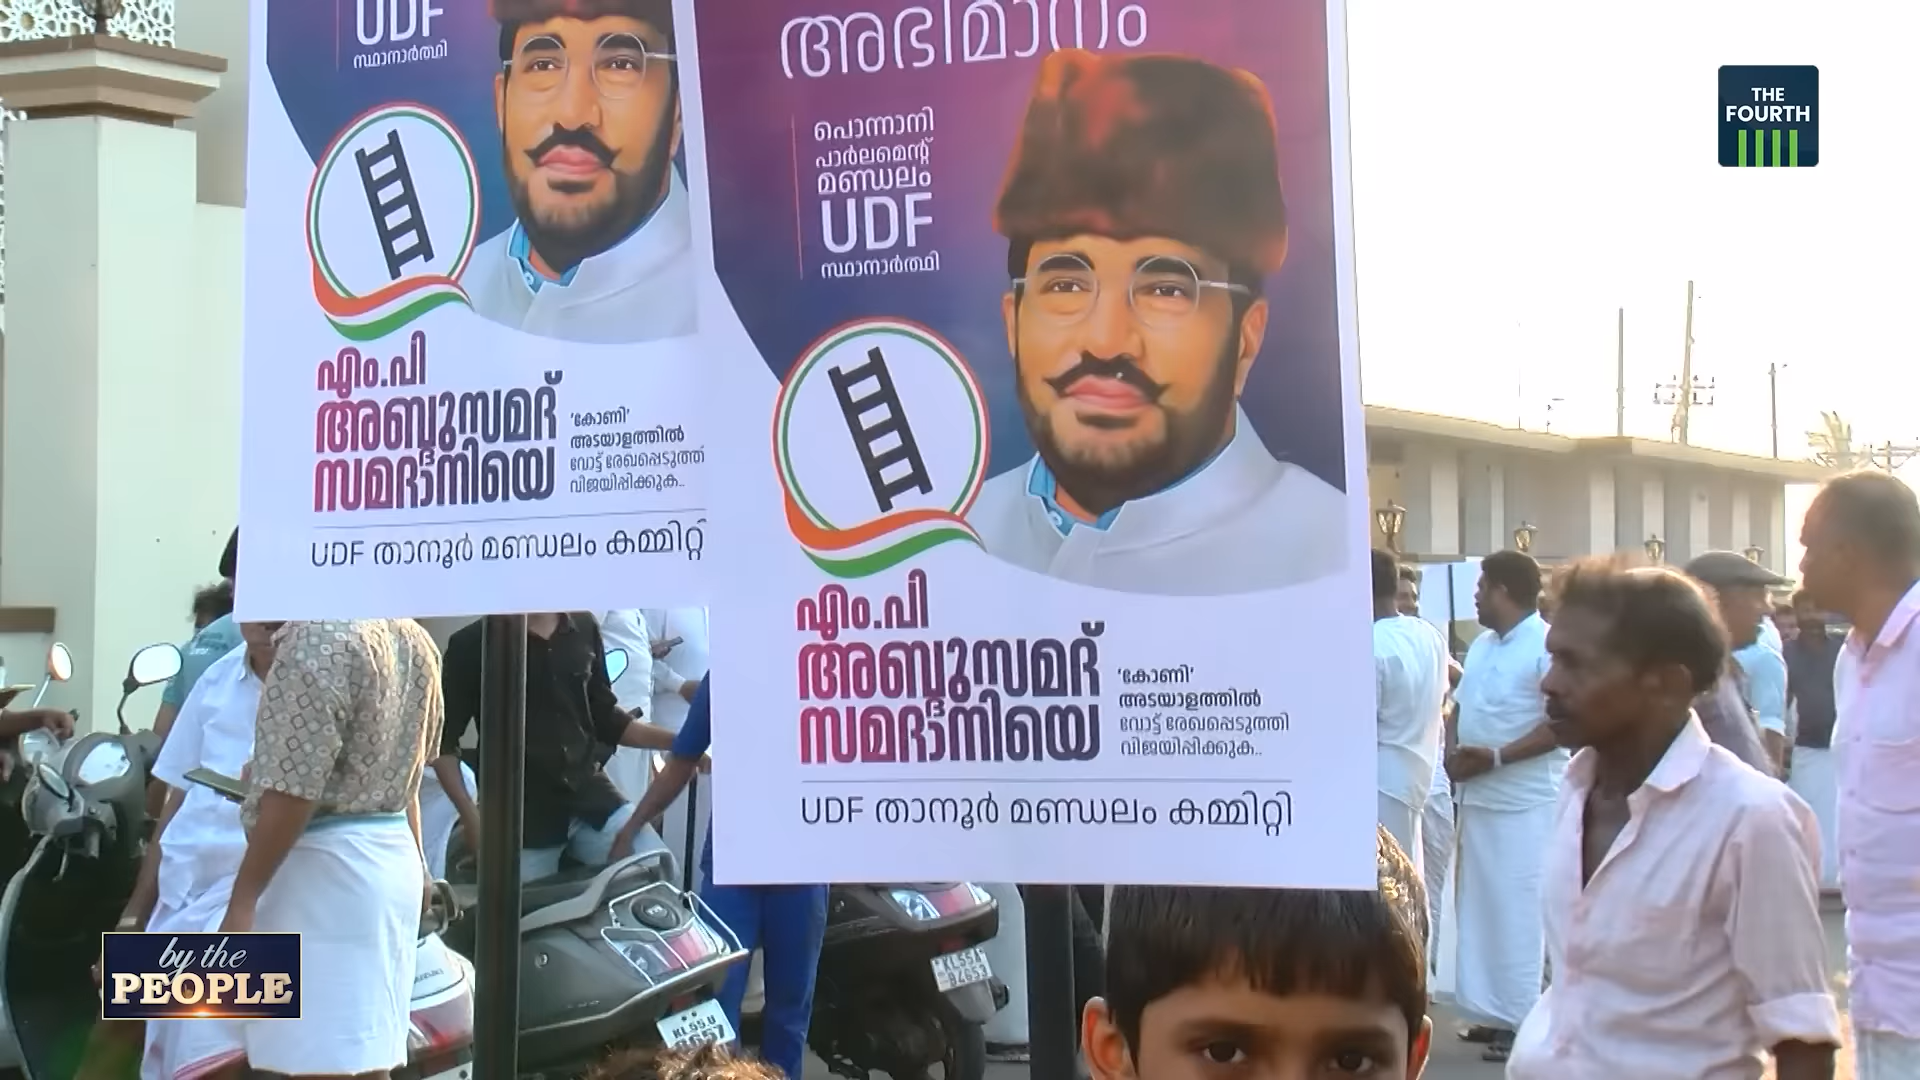 UDF
സ്ഥാനാർത്ഥി
എം.പി
അബ്ദുസമദ്
സമദാനിയെ
'കോണി'
അടയാളത്തിൽ
വോട്ട് രേഖപ്പെടുത്തി
വിജയിപ്പിക്കുക..
UDF താനൂർ മണ്ഡലം കമ്മിറ്റി
അഭിമാനം
പൊന്നാനി
പാർലമെന്റ്
മണ്ഡലം
UDF
സ്ഥാനാർത്ഥി
എം.പി
അബ്ദുസമദ്
സമദാനിയെ
'കോണി'
അടയാളത്തിൽ
വോട്ട് രേഖപ്പെടുത്തി
വിജയിപ്പിക്കുക..
UDF താനൂർ മണ്ഡലം കമ്മിറ്റി
THE
FOURTH
by the
PEOPLE
KL55U